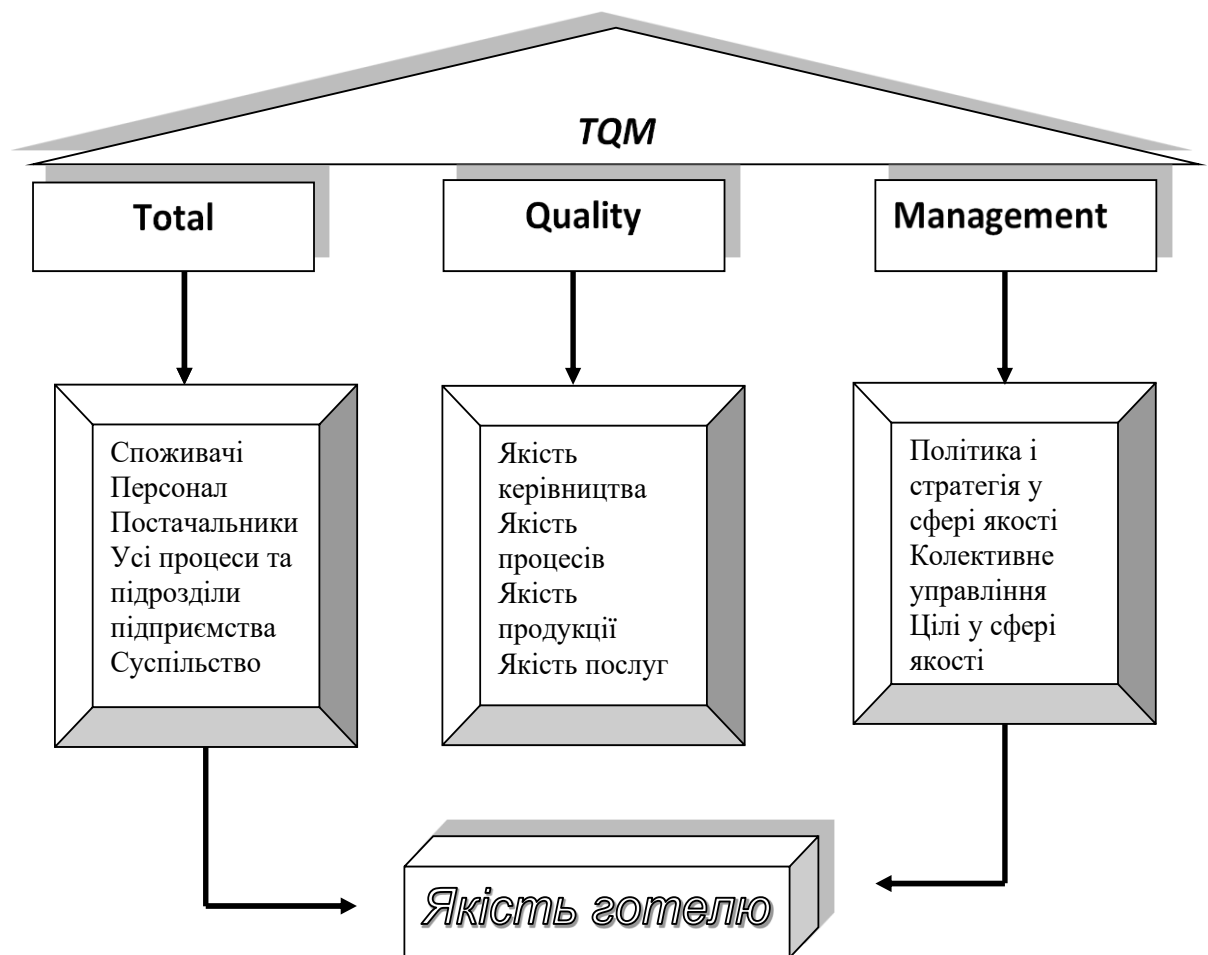 TQM
Total
Quality
Management
Споживачі
Персонал
Постачальники
Усі процеси та
підрозділи
підприємства
Суспільство
Якість
керівництва
Якість
процесів
Якість
продукції
Якість послуг
Політика і
стратегія у
сфері якості
Колективне
управління
Цілі у сфері
якості
Якість готелю